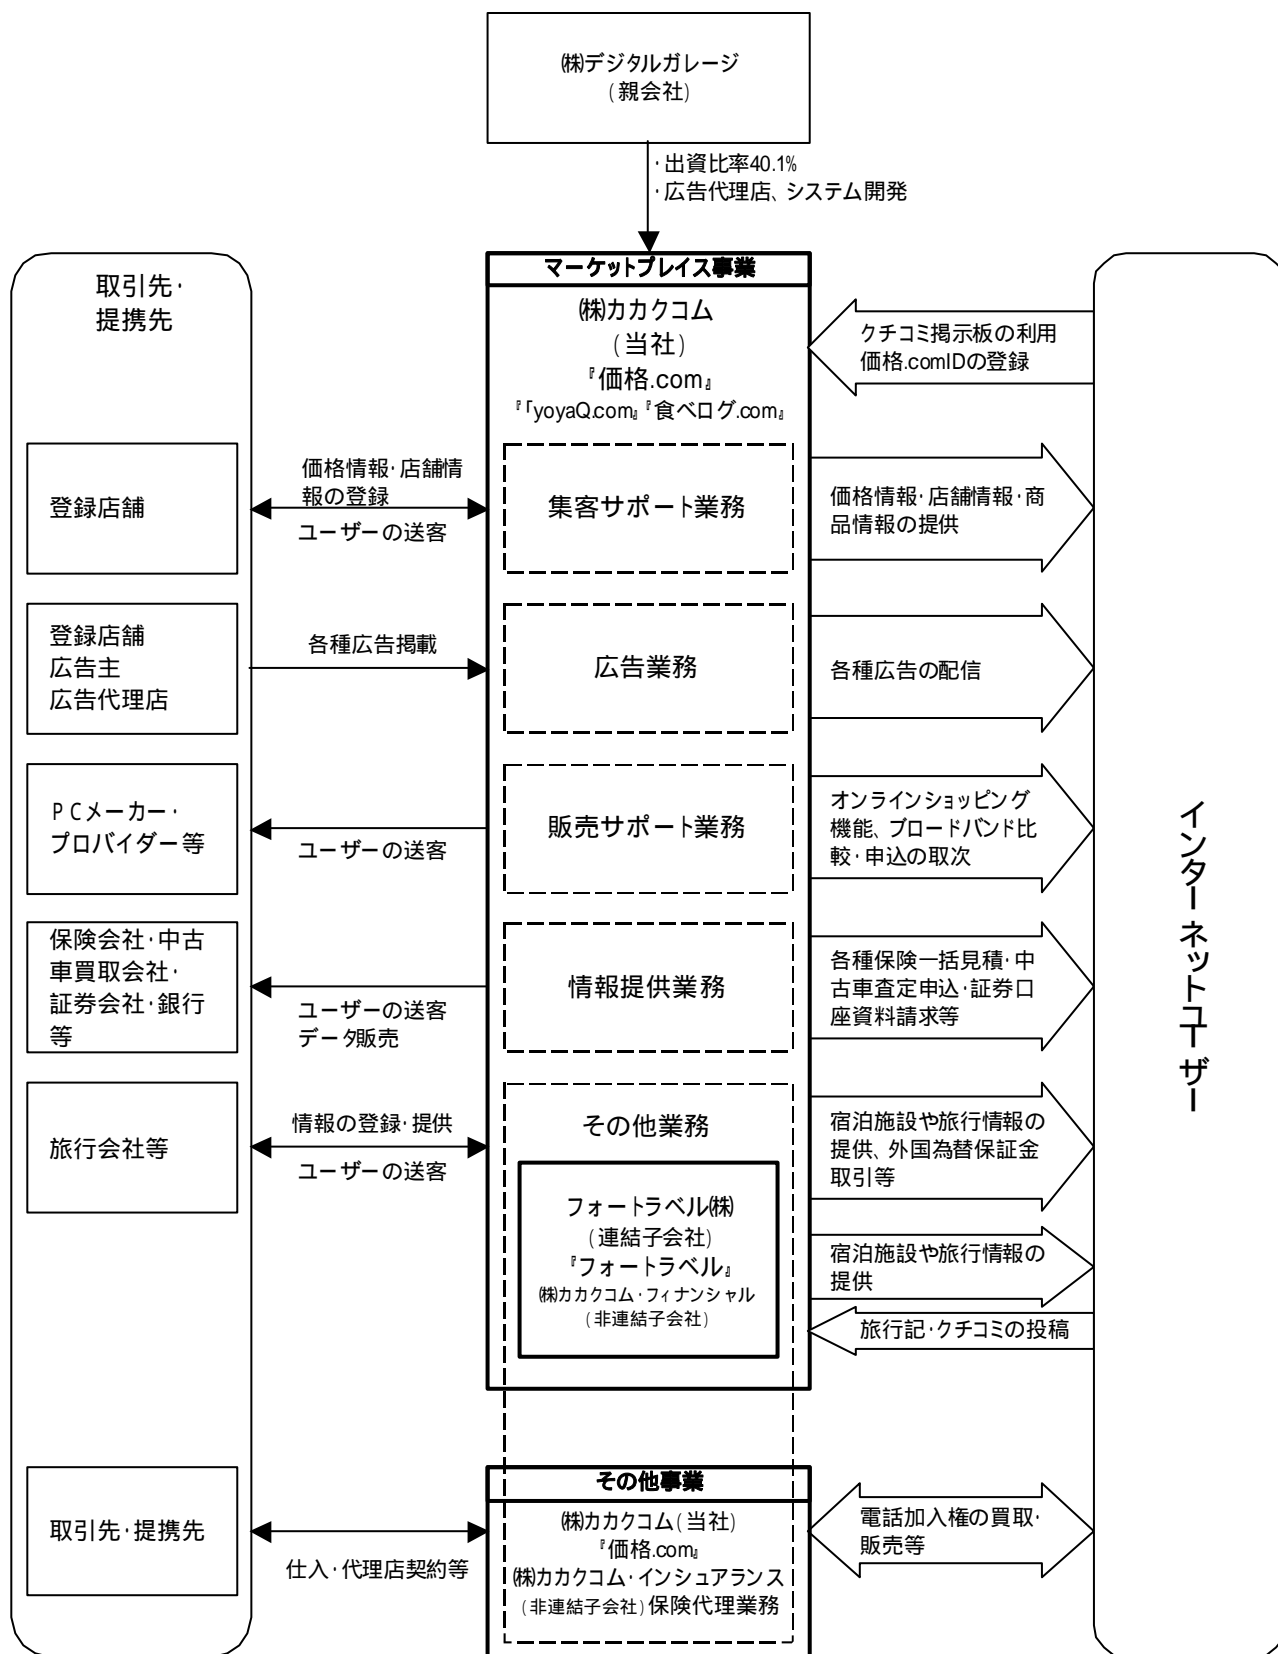 ㈱デジタルガレージ
(親会社)
・出資比率40.1%
・広告代理店、システム開発
取引先・
提携先
マーケットプレイス事業
㈱カカクコム
(当社)
『価格.com』
『「yoyaQ.com』『食べログ.com』
クチコミ掲示板の利用
価格.comIDの登録
登録店舗
価格情報・店舗情
報の登録
ユーザーの送客
集客サポート業務
価格情報・店舗情報・商
品情報の提供
登録店舗
広告主
広告代理店
各種広告掲載
広告業務
各種広告の配信
PCメーカー・
プロバイダー等
ユーザーの送客
販売サポート業務
オンラインショッピング
機能、ブロードバンド比
較・申込の取次
保険会社・中古
車買取会社・
証券会社・銀行
等
ユーザーの送客
データ販売
情報提供業務
各種保険一括見積・中
古車査定申込・証券口
座資料請求等
旅行会社等
情報の登録・提供
ユーザーの送客
その他業務
宿泊施設や旅行情報の
提供、外国為替保証金
取引等
フォートラベル㈱
(連結子会社)
『フォートラベル』
㈱カカクコム・フィナンシャル
(非連結子会社)
宿泊施設や旅行情報の
提供
旅行記・クチコミの投稿
インターネットユーザー
取引先・提携先
仕入・代理店契約等
その他事業
㈱カカクコム(当社)
『価格.com』
㈱カカクコム・インシュアランス
(非連結子会社)保険代理業務
電話加入権の買取・
販売等